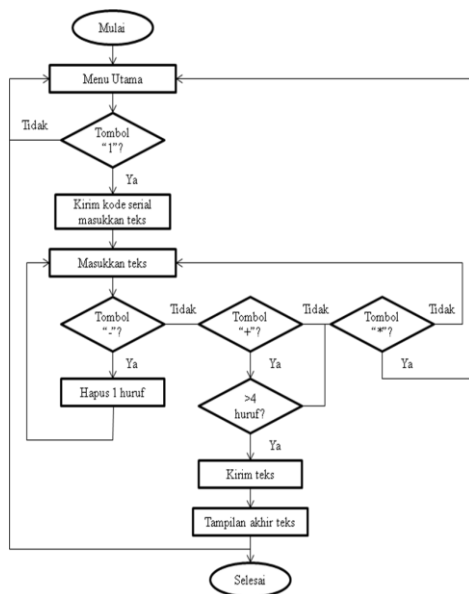 Mulai
Menu Utama
Tidak
Tombol
"1"?
Ya
Kirim kode serial
masukkan teks
Masukkan teks
Tombol
"-"?
Tidak
Tombol
"+"?
Tidak
Tombol
"*"?
Tidak
Ya
Ya
Ya
Hapus 1 huruf
>4
huruf?
Ya
Kirim teks
Tampilan akhir teks
Selesai